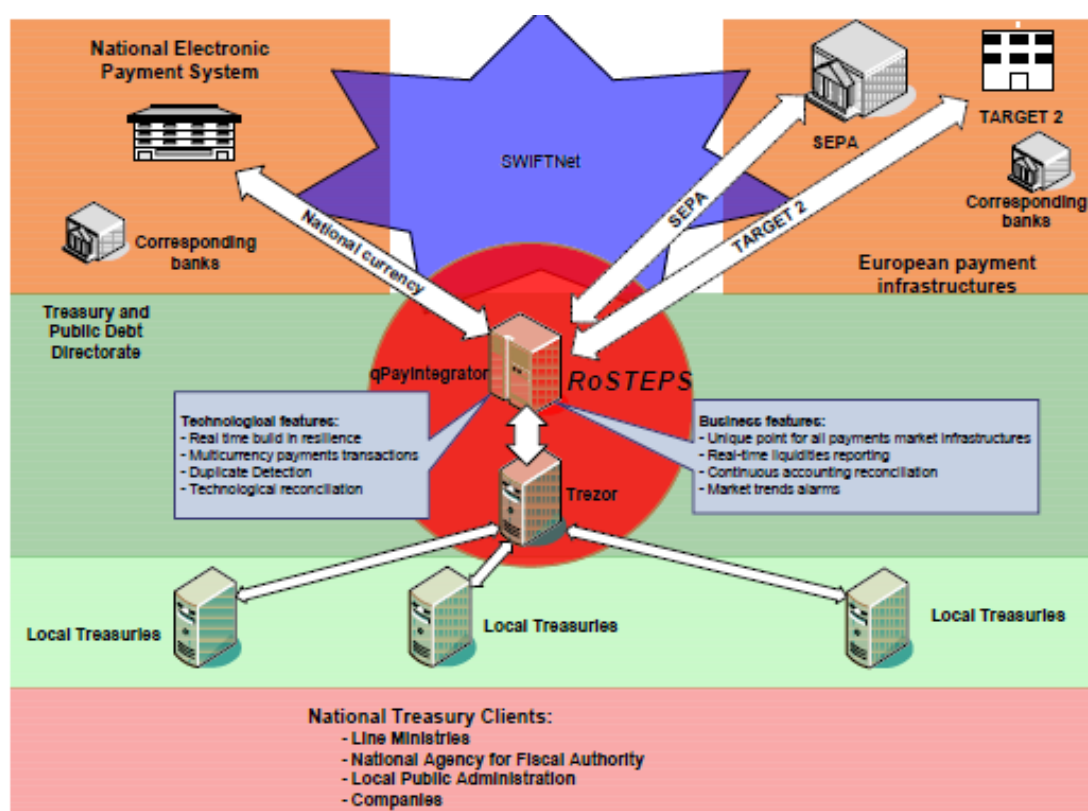 National Electronic
Payment System
SWIFTNet
SEPA
TARGET 2
Corresponding
banks
European payment
infrastructures
Corresponding
banks
National currency
SEPA
TARGET 2
Treasury and
Public Debt
Directorate
qPayIntegrator
RoSTEPS
Technological features:
- Real time build in resilience
- Multicurrency payments transactions
- Duplicate Detection
- Technological reconciliation
Business features:
- Unique point for all payments market infrastructures
- Real-time liquidities reporting
- Continuous accounting reconciliation
- Market trends alarms
Trezor
Local Treasuries
Local Treasuries
Local Treasuries
National Treasury Clients:
- Line Ministries
- National Agency for Fiscal Authority
- Local Public Administration
- Companies